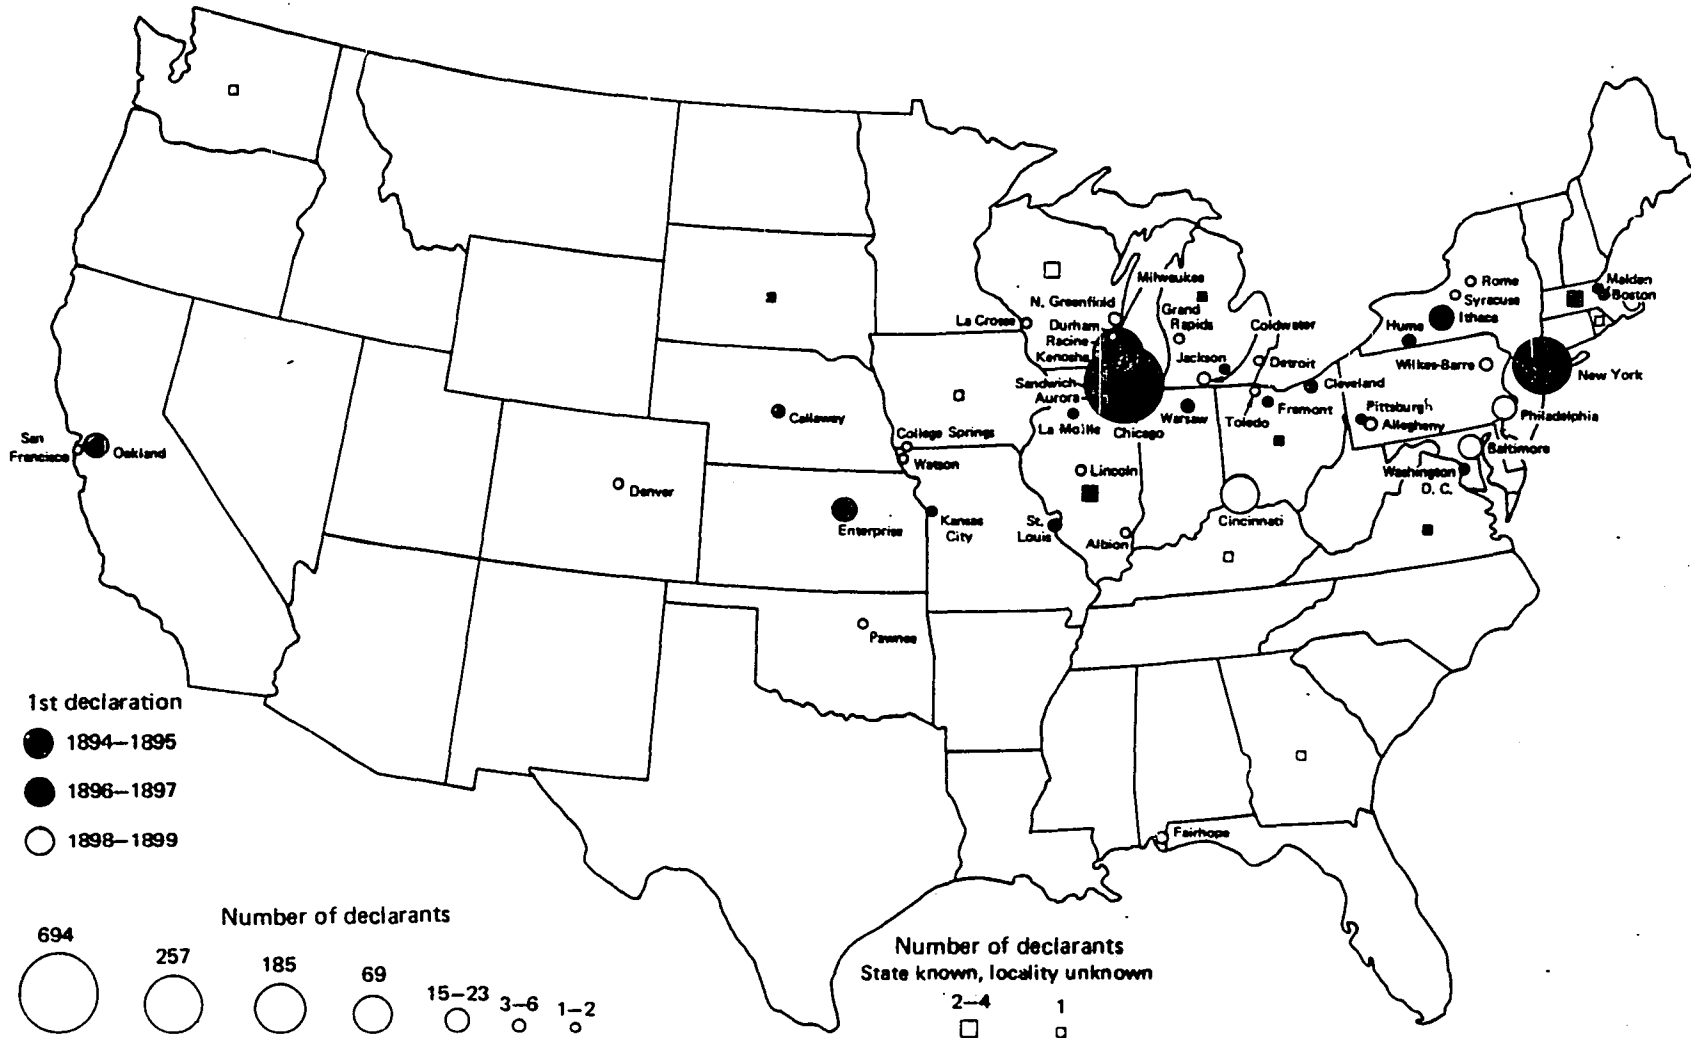 Milwaukee
N. Greenfield
La Crosse
Durham
Racine
Kenosha
Grand
Rapids
Coldwater
Jackson
Detroit
Sandwich
Aurora
La Moille
Chicago
Warsaw
Toledo
Fremont
Cleveland
Rome
Syracuse
Ithaca
Hume
Malden
Boston
Wilkes-Barre
New York
Pittsburgh
Allegheny
Philadelphia
Baltimore
Washington
D. C.
Callaway
College Springs
Watson
San
Francisco
Oakland
Denver
Enterprise
Kansas
City
St.
Louis
Lincoln
Albion
Cincinnati
Pawnee
Fairhope
1st declaration
1894–1895
1896–1897
1898–1899
Number of declarants
694
257
185
69
15–23
3–6
1–2
Number of declarants
State known, locality unknown
2–4
1